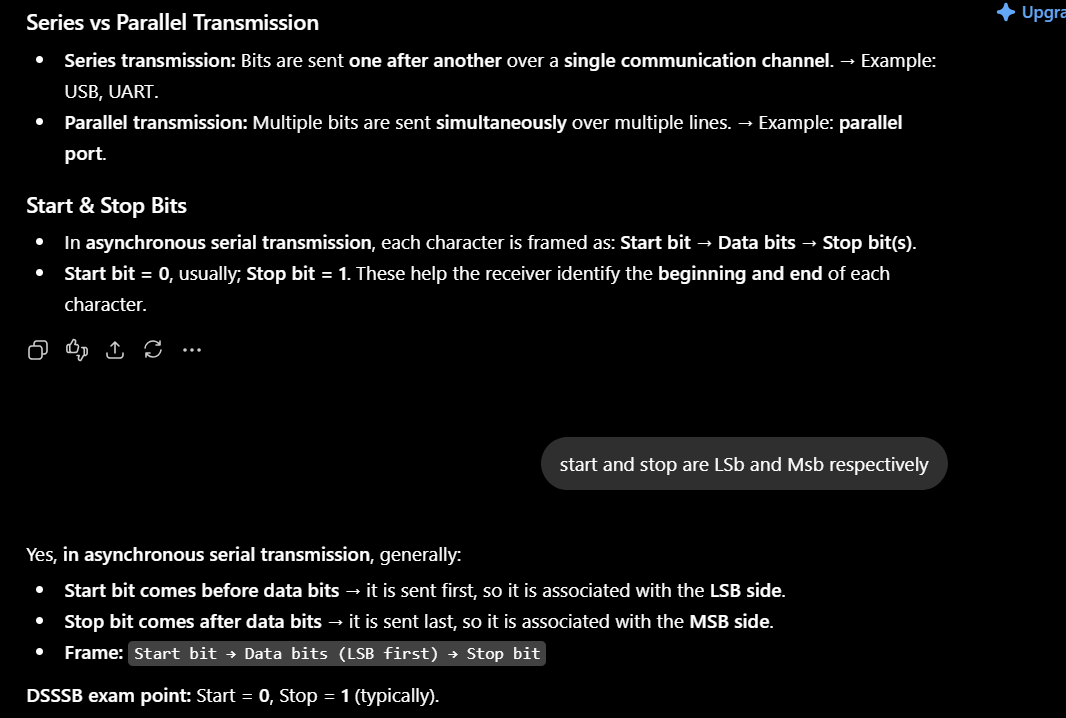 Series vs Parallel Transmission
Upgra
• Series transmission: Bits are sent one after another over a single communication channel. → Example:
USB, UART.
• Parallel transmission: Multiple bits are sent simultaneously over multiple lines. → Example: parallel
port.
Start & Stop Bits
• In asynchronous serial transmission, each character is framed as: Start bit → Data bits → Stop bit(s).
• Start bit = 0, usually; Stop bit = 1. These help the receiver identify the beginning and end of each
character.
start and stop are LSb and Msb respectively
Yes, in asynchronous serial transmission, generally:
• Start bit comes before data bits → it is sent first, so it is associated with the LSB side.
• Stop bit comes after data bits → it is sent last, so it is associated with the MSB side.
• Frame: Start bit → Data bits (LSB first) → Stop bit
DSSSB exam point: Start = 0, Stop = 1 (typically).